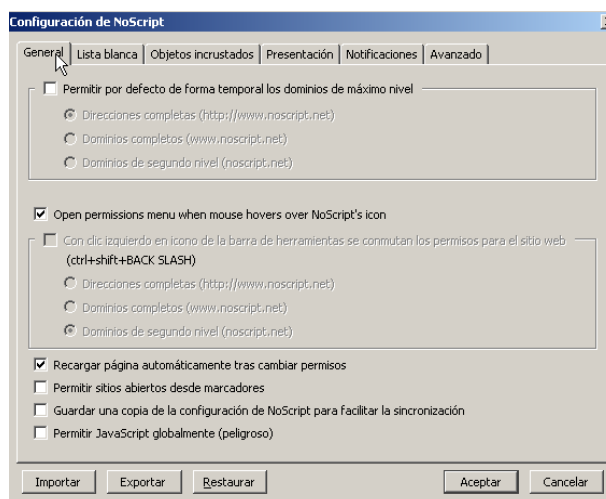 Configuración de NoScript
General Lista blanca Objetos incrustados Presentación Notificaciones Avanzado
Permitir por defecto de forma temporal los dominios de máximo nivel
Direcciones completas (http://www.noscript.net)
Dominios completos (www.noscript.net)
Dominios de segundo nivel (noscript.net)
Open permissions menu when mouse hovers over NoScript's icon
Con clic izquierdo en icono de la barra de herramientas se conmutan los permisos para el sitio web
(ctrl+shift+BACK SLASH)
Direcciones completas (http://www.noscript.net)
Dominios completos (www.noscript.net)
Dominios de segundo nivel (noscript.net)
Recargar página automáticamente tras cambiar permisos
Permitir sitios abiertos desde marcadores
Guardar una copia de la configuración de NoScript para facilitar la sincronización
Permitir JavaScript globalmente (peligroso)
Importar Exportar Restaurar Aceptar Cancelar